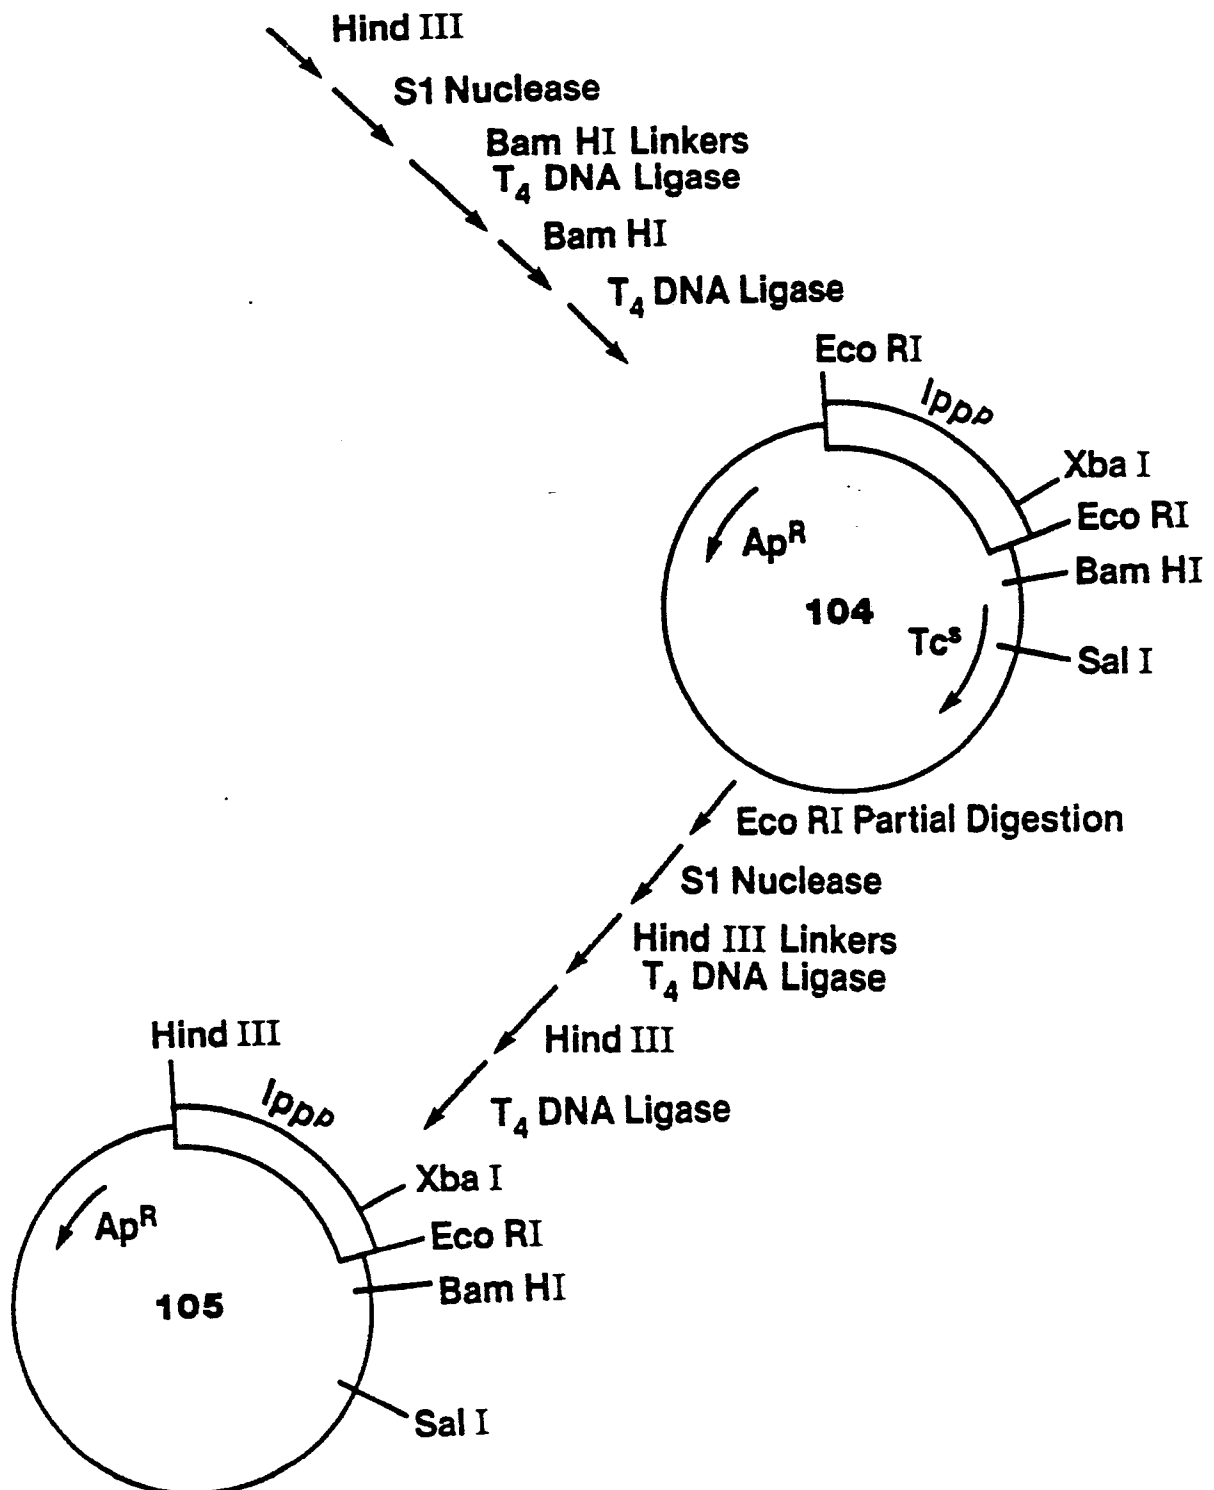 Hind III
S1 Nuclease
Bam HI Linkers
T4 DNA Ligase
Bam HI
T4 DNA Ligase
Eco RI
lppp
Xba I
Eco RI
Bam HI
ApR
104
Tcs
Sal I
Eco RI Partial Digestion
S1 Nuclease
Hind III Linkers
T4 DNA Ligase
Hind III
T4 DNA Ligase
Hind III
lppp
Xba I
Eco RI
Bam HI
ApR
105
Sal I